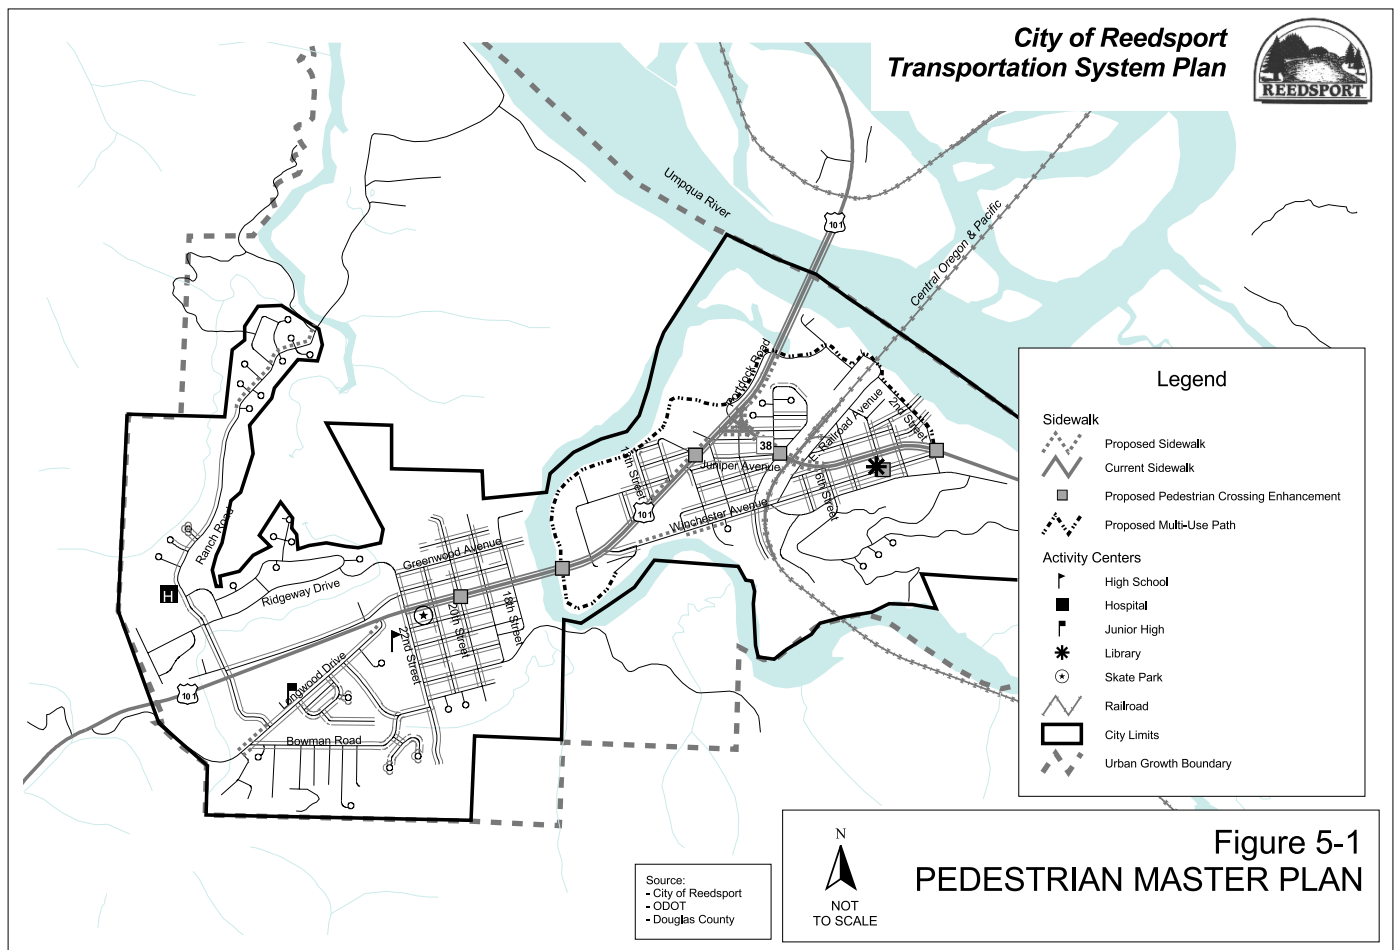 City of Reedsport
Transportation System Plan
REEDSPORT
Umpqua River
101
Central Oregon & Pacific
Road
38
Railroad Avenue
2nd Street
Juniper Avenue
6th Street
101
Winchester Avenue
Ranch Road
Greenwood Avenue
Ridgeway Drive
H
18th Street
20th Street
22nd Street
Longwood Drive
101
Bowman Road
Legend
Sidewalk
Proposed Sidewalk
Current Sidewalk
Proposed Pedestrian Crossing Enhancement
Proposed Multi-Use Path
Activity Centers
High School
Hospital
Junior High
Library
Skate Park
Railroad
City Limits
Urban Growth Boundary
Source:
- City of Reedsport
- ODOT
- Douglas County
N
NOT
TO SCALE
Figure 5-1
PEDESTRIAN MASTER PLAN